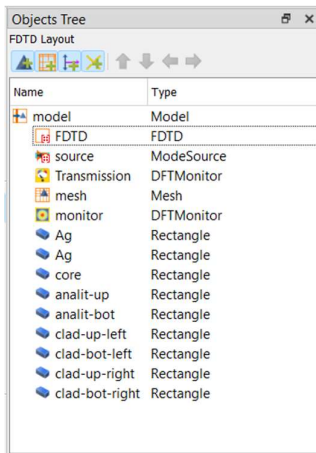 Objects Tree
FDTD Layout
Name Type
model Model
FDTD FDTD
source ModeSource
Transmission DFTMonitor
mesh Mesh
monitor DFTMonitor
Ag Rectangle
Ag Rectangle
core Rectangle
analit-up Rectangle
analit-bot Rectangle
clad-up-left Rectangle
clad-bot-left Rectangle
clad-up-right Rectangle
clad-bot-right Rectangle